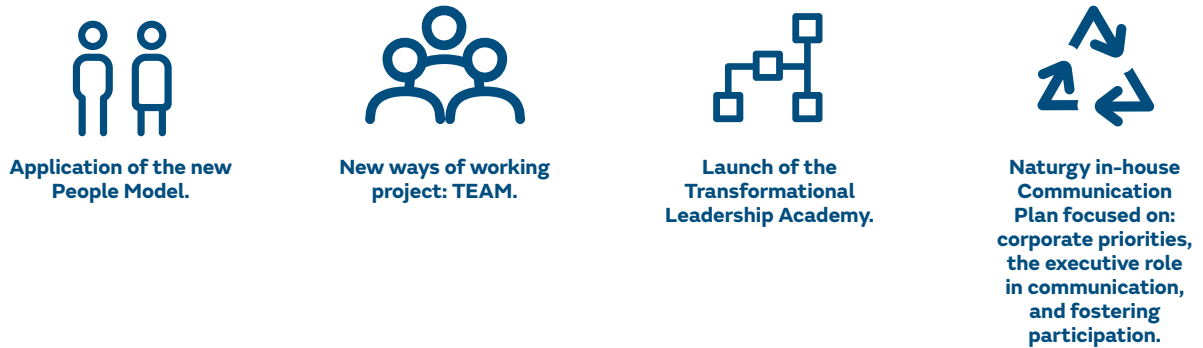 Application of the new
People Model.
New ways of working
project: TEAM.
Launch of the
Transformational
Leadership Academy.
Naturgy in-house
Communication
Plan focused on:
corporate priorities,
the executive role
in communication,
and fostering
participation.